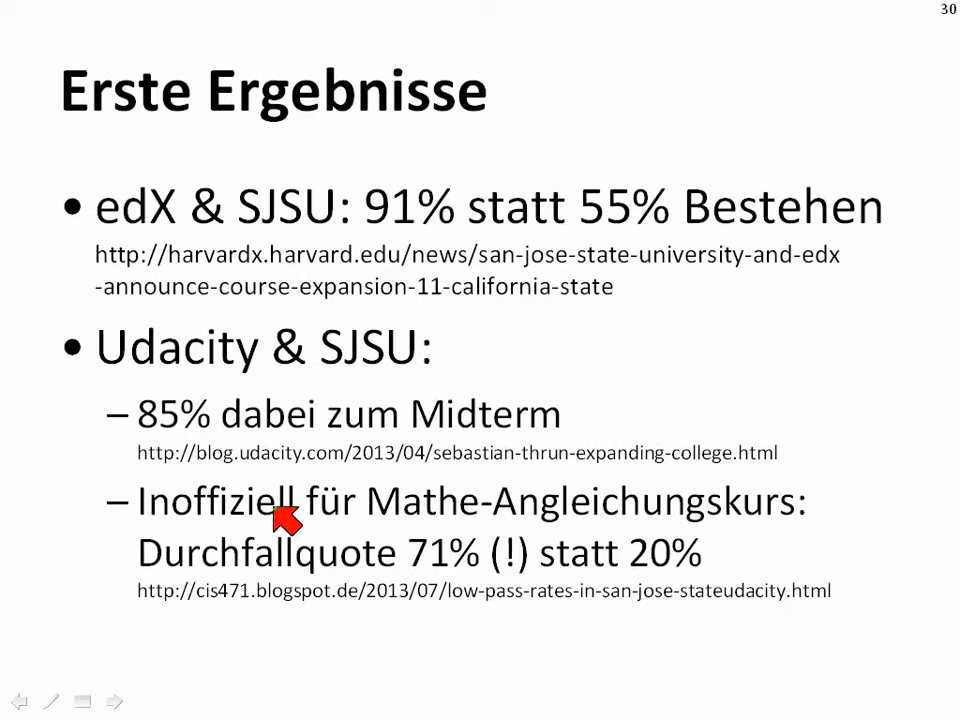 30
Erste Ergebnisse
• edX & SJSU: 91% statt 55% Bestehen
http://harvardx.harvard.edu/news/san-jose-state-university-and-edx
-announce-course-expansion-11-california-state
• Udacity & SJSU:
– 85% dabei zum Midterm
http://blog.udacity.com/2013/04/sebastian-thrun-expanding-college.html
– Inoffiziell für Mathe-Angleichungskurs:
Durchfallquote 71% (!) statt 20%
http://cis471.blogspot.de/2013/07/low-pass-rates-in-san-jose-stateudacity.html